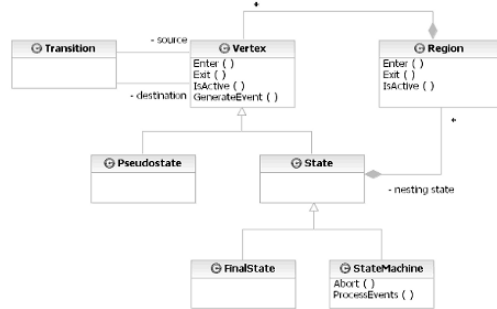 *
Transition
- source
Vertex
Region
Enter ( )
Exit ( )
IsActive ( )
GenerateEvent ( )
Enter ( )
Exit ( )
IsActive ( )
- destination
*
Pseudostate
State
- nesting state
FinalState
StateMachine
Abort ( )
ProcessEvents ( )